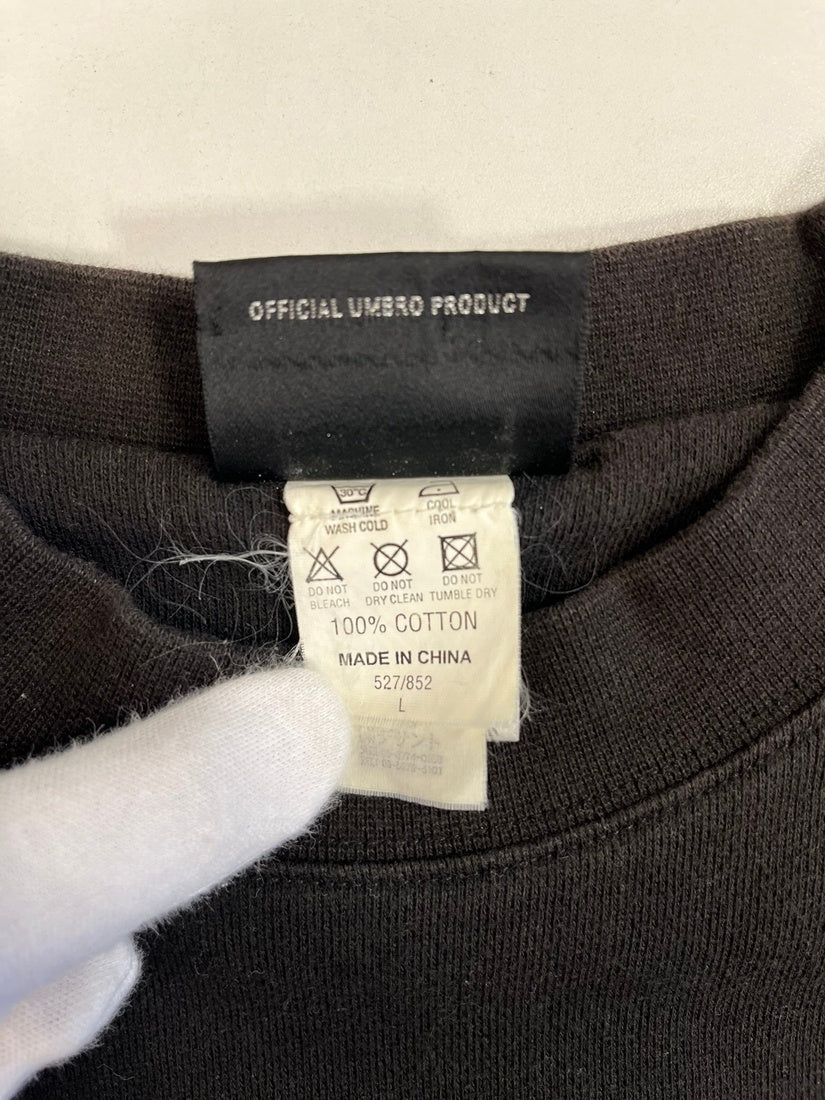 OFFICIAL UMBRO PRODUCT
30°C
MACHINE WASH COLD
COOL IRON
DO NOT BLEACH
DO NOT DRY CLEAN
DO NOT TUMBLE DRY
100% COTTON
MADE IN CHINA
527/852
L